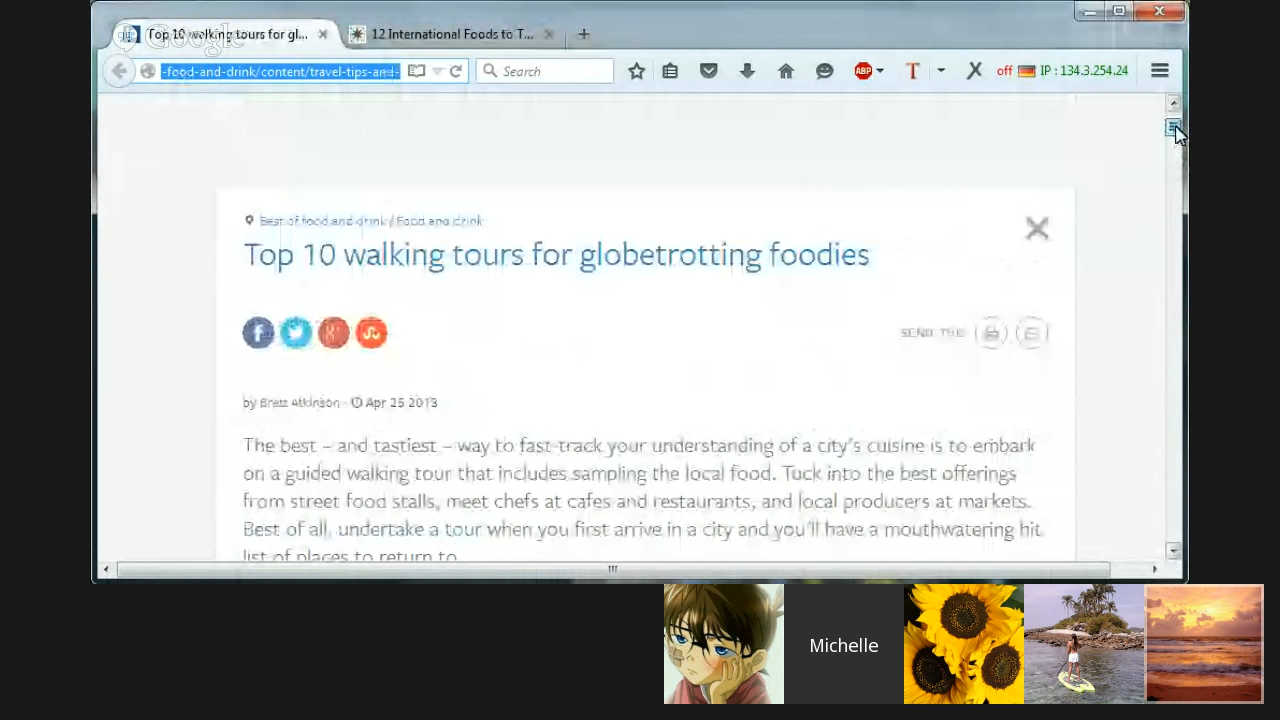 Google
Top 10 walking tours for gl...
12 International Foods to T...
-food-and-drink/content/travel-tips-and-
Search
ABP
T
off
IP : 134.3.254.24
Best of food and drink / Food and drink
Top 10 walking tours for globetrotting foodies
SEND THIS
by Brett Atkinson - Apr 25 2013
The best – and tastiest – way to fast-track your understanding of a city's cuisine is to embark
on a guided walking tour that includes sampling the local food. Tuck into the best offerings
from street food stalls, meet chefs at cafes and restaurants, and local producers at markets.
Best of all, undertake a tour when you first arrive in a city and you'll have a mouthwatering hit
list of places to return to.
Michelle